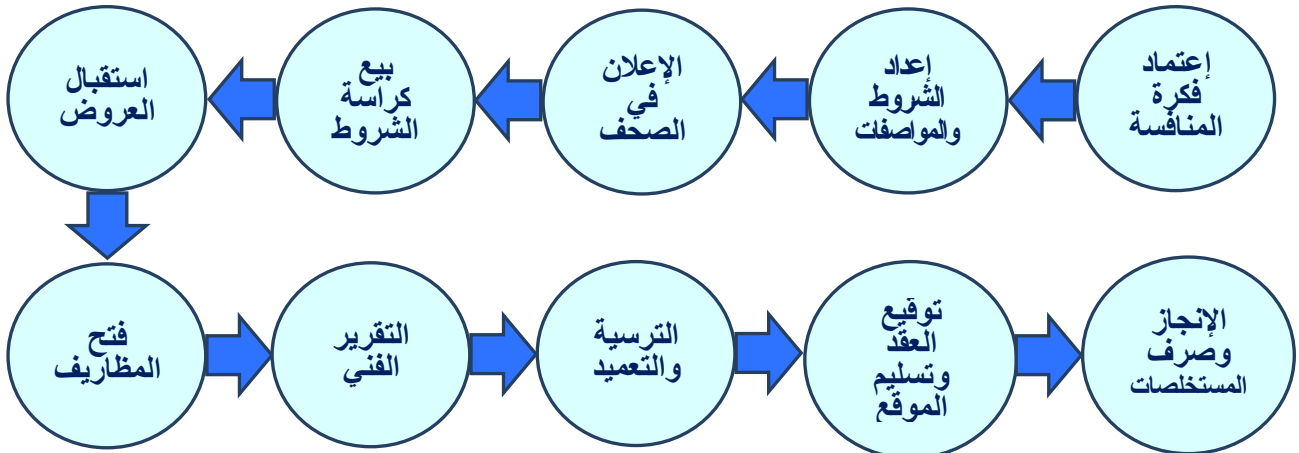 إعتماد
فكرة
المنافسة
إعداد
الشروط
والمواصفات
الإعلان
في
الصحف
بيع
كراسة
الشروط
استقبال
العروض
فتح
المظاريف
التقرير
الفني
الترسية
والتعميد
توقيع
العقد
وتسليم
الموقع
الإنجاز
وصرف
المستخلصات